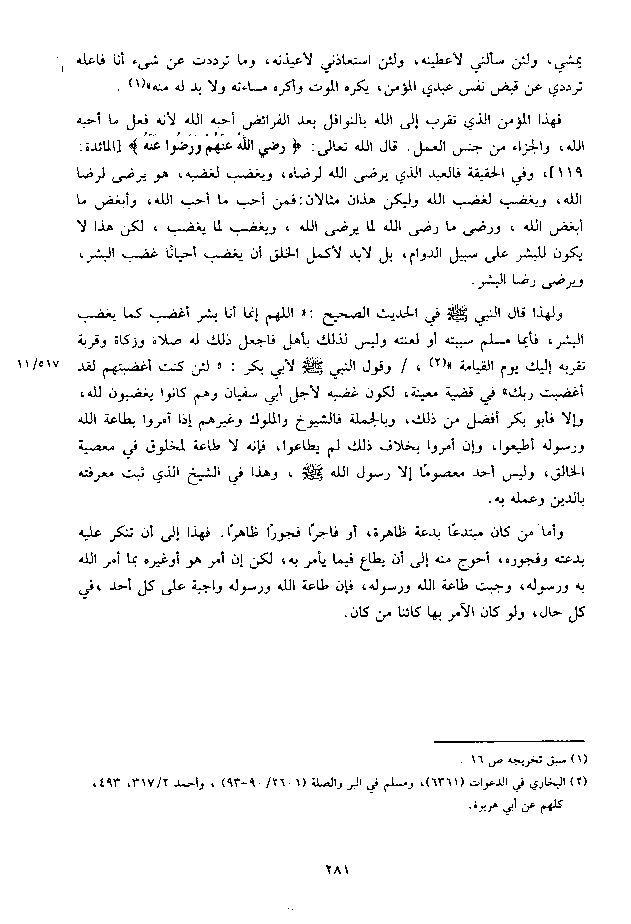 يمشي، ولئن سألني لأعطينه، ولئن استعاذني لأعيذنه، وما ترددت عن شيء أنا فاعله
ترددي عن قبض نفس عبدي المؤمن، يكره الموت وأكره مساءته ولا بد له منه»(١) .
فهذا المؤمن الذي تقرب إلى الله بالنوافل بعد الفرائض أحبه الله لأنه فعل ما أحبه
الله، والجزاء من جنس العمل. قال الله تعالى: ﴿ رضي اللَّهُ عَنْهُمْ وَرَضُوا عَنْهُ ﴾ [المائدة:
١١٩]، وفي الحقيقة فالعبد الذي يرضى الله لرضاه، ويغضب لغضبه، هو يرضى لرضا
الله، ويغضب لغضب الله وليكن هذان مثالان: فمن أحب ما أحب الله، وأبغض ما
أبغض الله ، ورضي ما رضى الله لما يرضى الله ، ويغضب لما يغضب ، لكن هذا لا
يكون للبشر على سبيل الدوام، بل لابد لأكمل الخلق أن يغضب أحيانًا غضب البشر،
ويرضى رضا البشر.
ولهذا قال النبي ﷺ في الحديث الصحيح :« اللهم إنما أنا بشر أغضب كما يغضب
البشر، فأيما مسلم سببته أو لعنته وليس لذلك بأهل فاجعل ذلك له صلاة وزكاة وقربة
تقربه إليك يوم القيامة »(٢) ، / وقول النبي ﷺ لأبي بكر : « لئن كنت أغضبتهم لقد
١١/٥١٧
أغضبت ربك» في قضية معينة، لكون غضبه لأجل أبي سفيان وهم كانوا يغضبون لله،
وإلا فأبو بكر أفضل من ذلك، وبالجملة فالشيوخ والملوك وغيرهم إذا أمروا بطاعة الله
ورسوله أطيعوا، وإن أمروا بخلاف ذلك لم يطاعوا، فإنه لا طاعة لمخلوق في معصية
الخالق، وليس أحد معصومًا إلا رسول الله ﷺ ، وهذا في الشيخ الذي ثبت معرفته
بالدين وعمله به.
وأما من كان مبتدعًا بدعة ظاهرة، أو فاجرًا فجورًا ظاهرًا. فهذا إلى أن تنكر عليه
بدعته وفجوره، أحوج منه إلى أن يطاع فيما يأمر به، لكن إن أمر هو أوغيره بما أمر الله
به ورسوله، وجبت طاعة الله ورسوله، فإن طاعة الله ورسوله واجبة على كل أحد ،في
كل حال، ولو كان الآمر بها كائنا من كان.
(١) سبق تخريجه ص ١٦ .
(٢) البخاري في الدعوات (٦٣٦١)، ومسلم في البر والصلة (٢٦٠١/ ٩٠-٩٣) ، وأحمد ٣١٧/٢، ٤٩٣،
كلهم عن أبي هريرة.
٢٨١